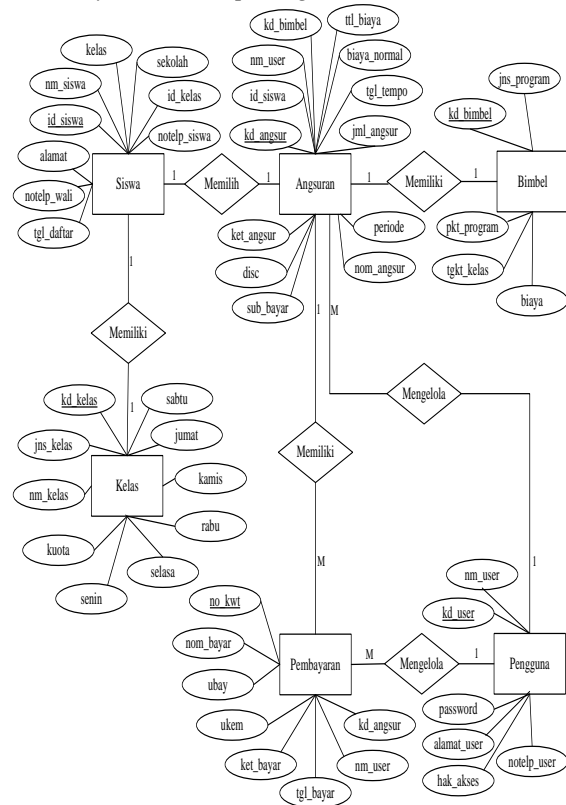 kelas
sekolah
nm_siswa
id_kelas
id_siswa
notelp_siswa
alamat
notelp_wali
tgl_daftar
Siswa
1
Memilih
1
kd_bimbel
ttl_biaya
nm_user
biaya_normal
id_siswa
tgl_tempo
kd_angsur
jml_angsur
Angsuran
ket_angsur
periode
disc
nom_angsur
sub_bayar
1
Memiliki
1
jns_program
kd_bimbel
Bimbel
pkt_program
tgkt_kelas
biaya
1
Memiliki
1
kd_kelas
sabtu
jns_kelas
jumat
nm_kelas
Kelas
kamis
rabu
kuota
selasa
senin
1
Memiliki
M
M
Mengelola
1
no_kwt
nom_bayar
ubay
Pembayaran
ukem
kd_angsur
ket_bayar
nm_user
tgl_bayar
M
Mengelola
1
nm_user
kd_user
Pengguna
password
alamat_user
notelp_user
hak_akses